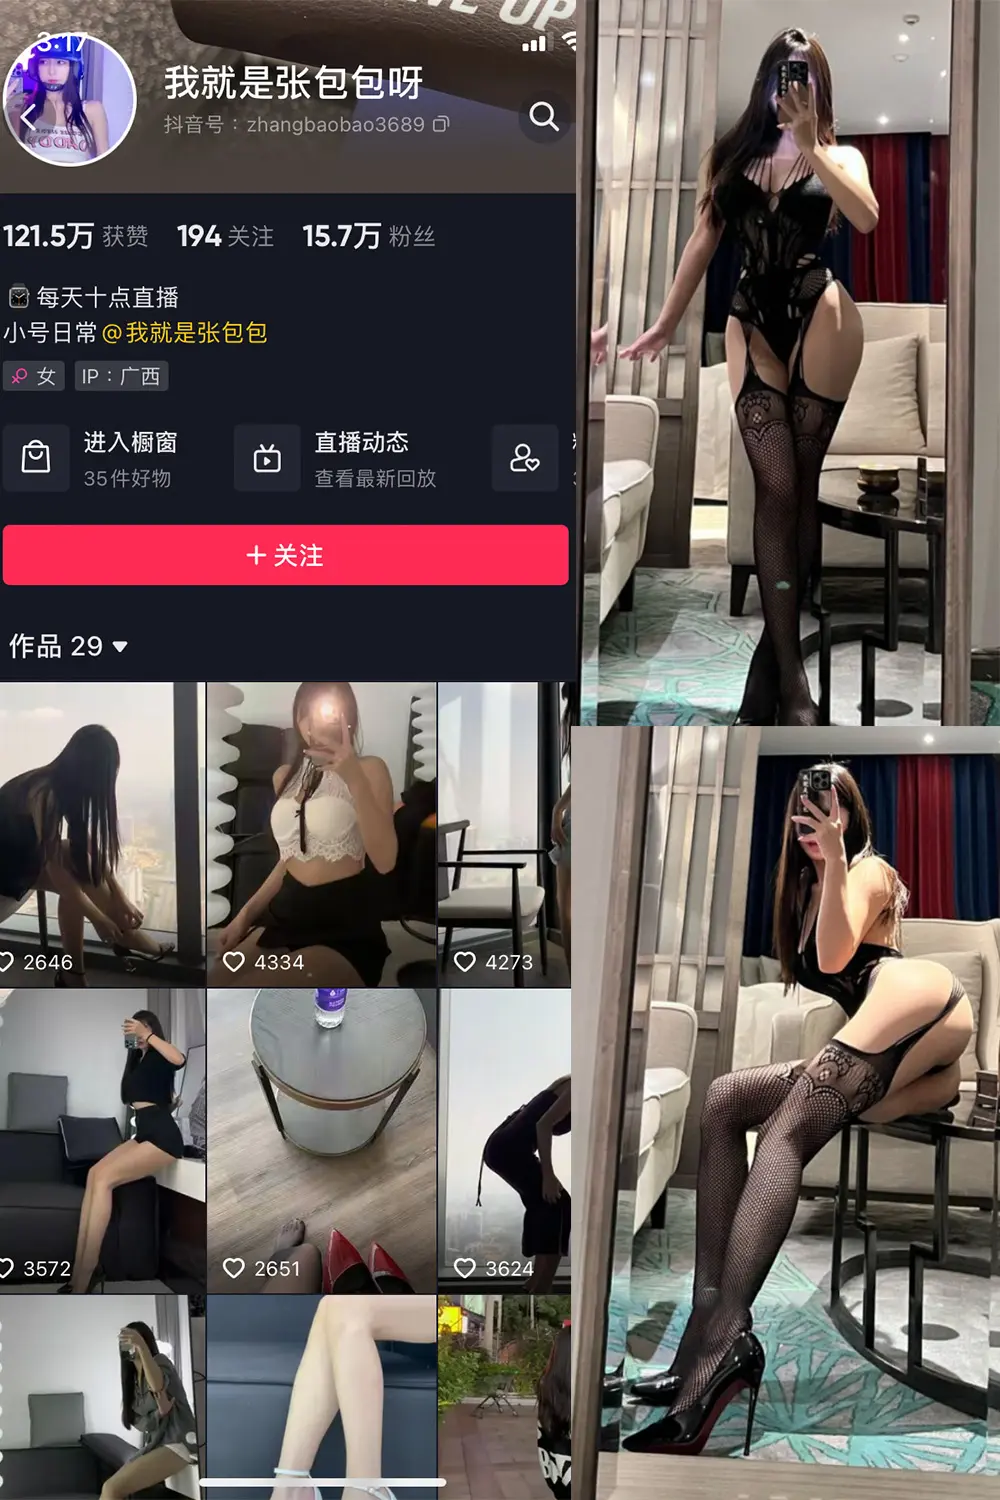 3:17
我就是张包包呀
抖音号：zhangbaobao3689
121.5万 获赞 194 关注 15.7万 粉丝
每天十点直播
小号日常@我就是张包包
女 IP：广西
进入橱窗
35件好物
直播动态
查看最新回放
+ 关注
作品 29
2646
4334
4273
3572
2651
3624